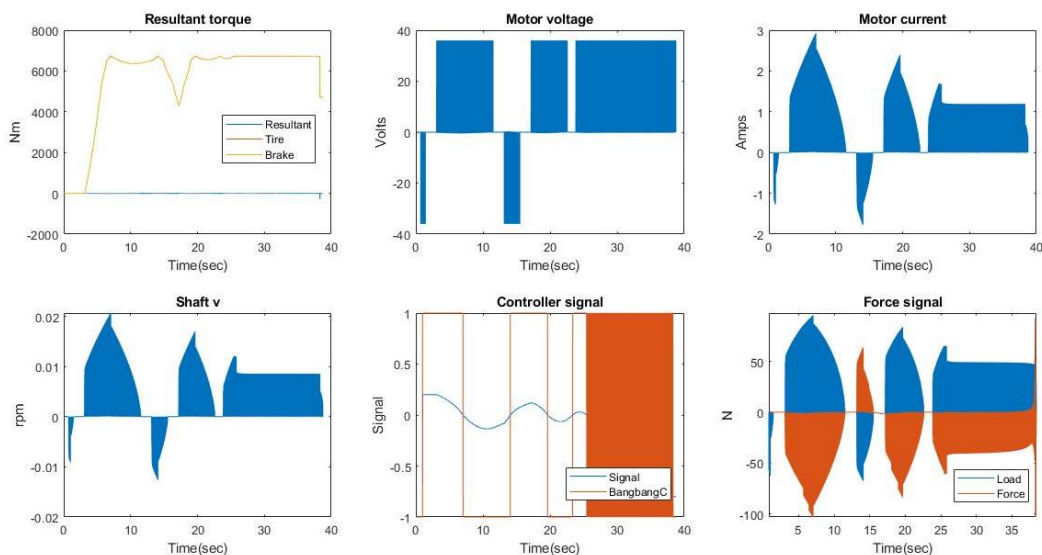 Resultant torque
8000
6000
4000
2000
0
-2000
Nm
Resultant
Tire
Brake
0 10 20 30 40
Time(sec)
Motor voltage
40
20
0
-20
-40
Volts
0 10 20 30 40
Time(sec)
Motor current
3
2
1
0
-1
-2
Amps
0 10 20 30 40
Time(sec)
Shaft v
0.02
0.01
0
-0.01
-0.02
rpm
0 10 20 30 40
Time(sec)
Controller signal
1
0.5
0
-0.5
-1
Signal
Signal
BangbangC
0 10 20 30 40
Time(sec)
Force signal
50
0
-50
-100
N
Load
Force
5 10 15 20 25 30 35
Time(sec)